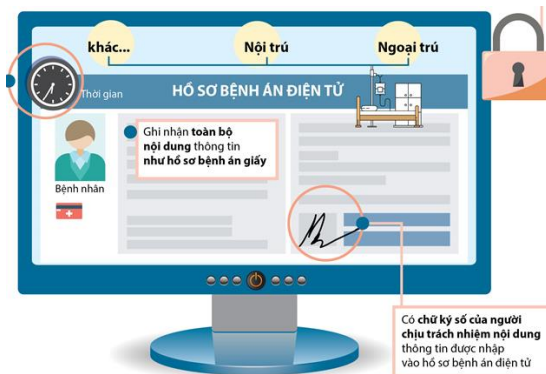 khác...
Nội trú
Ngoại trú
Thời gian
HỒ SƠ BỆNH ÁN ĐIỆN TỬ
Ghi nhận toàn bộ
nội dung thông tin
như hồ sơ bệnh án giấy
Bệnh nhân
Có chữ ký số của người
chịu trách nhiệm nội dung
thông tin được nhập
vào hồ sơ bệnh án điện tử